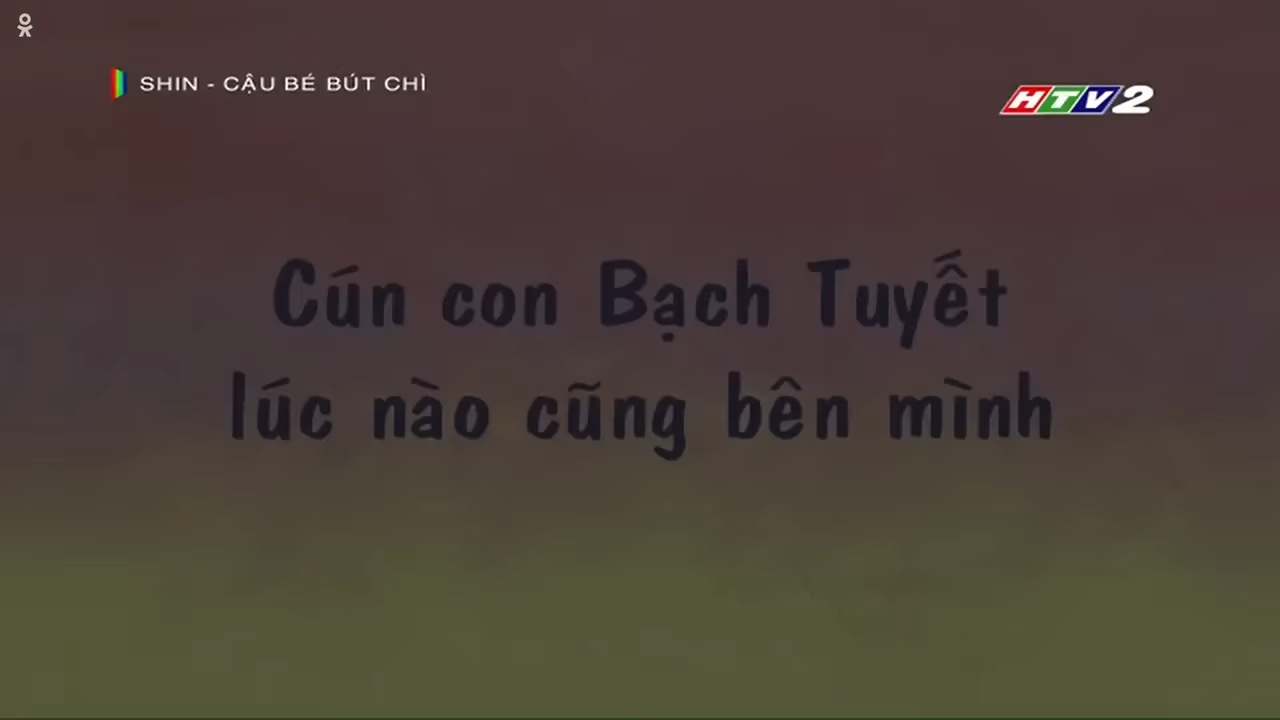 SHIN - CẬU BÉ BÚT CHÌ
HTV2
Cún con Bạch Tuyết
lúc nào cũng bên mình